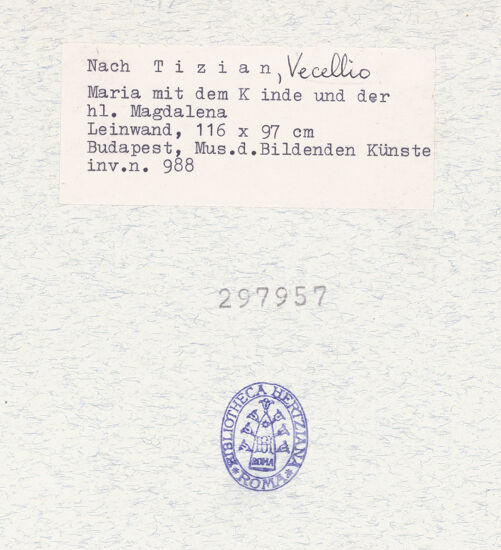 Nach T i z i a n, Vecellio
Maria mit dem K inde und der
hl. Magdalena
Leinwand, 116 x 97 cm
Budapest, Mus.d.Bildenden Künste
inv.n. 988
297957
BIBLIOTHECA HERTZIANA
ROMA
ROMA